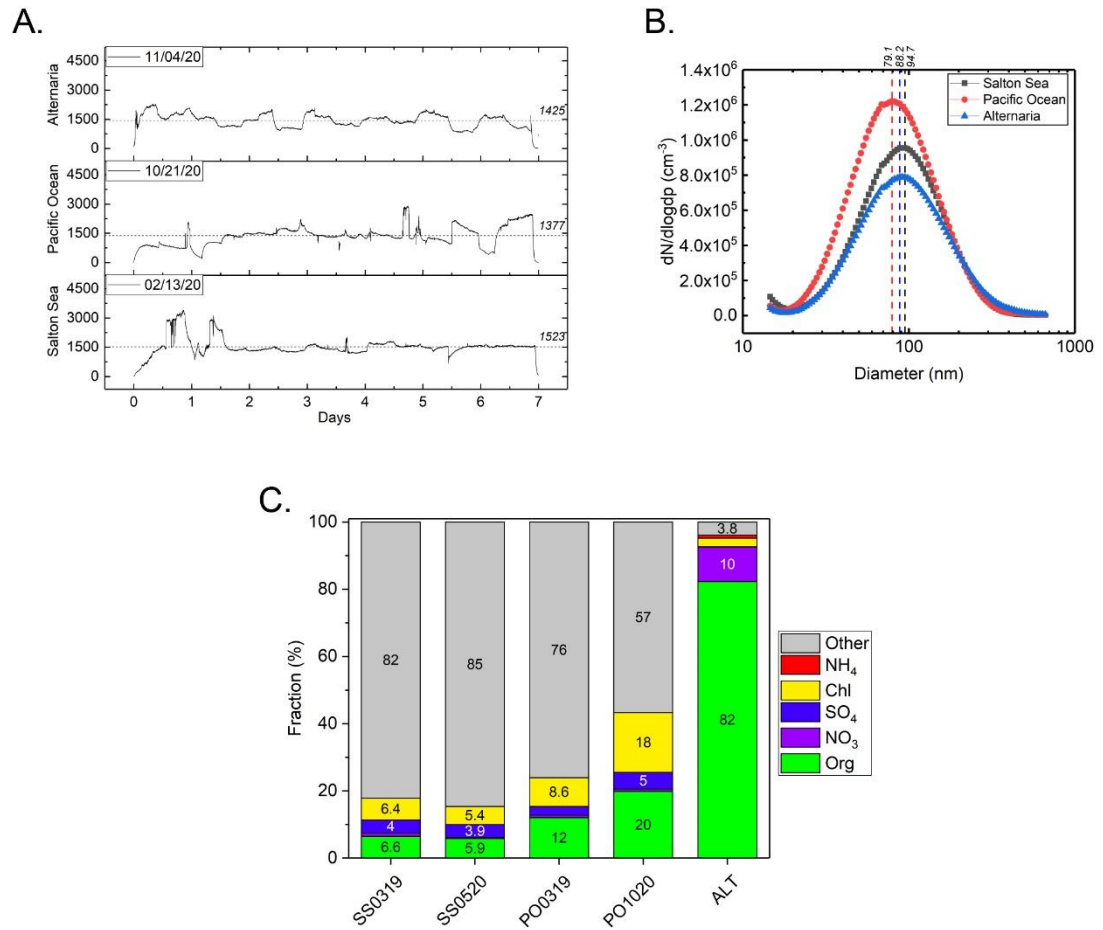 A.
11/04/20
4500
3000
1500
0
1425
Alternaria
10/21/20
4500
3000
1500
0
1377
Pacific Ocean
02/13/20
4500
3000
1500
0
1523
Salton Sea
0 1 2 3 4 5 6 7
Days
B.
79.1
88.2
94.7
1.4x10⁶
1.2x10⁶
1.0x10⁶
8.0x10⁵
6.0x10⁵
4.0x10⁵
2.0x10⁵
0.0
dN/dlogdp (cm⁻³)
Salton Sea
Pacific Ocean
Alternaria
10 100 1000
Diameter (nm)
C.
100
80
60
40
20
0
Fraction (%)
82
6.4
4
6.6
85
5.4
3.9
5.9
76
8.6
12
57
18
5
20
3.8
10
82
SS0319
SS0520
PO0319
PO1020
ALT
Other
NH₄
Chl
SO₄
NO₃
Org